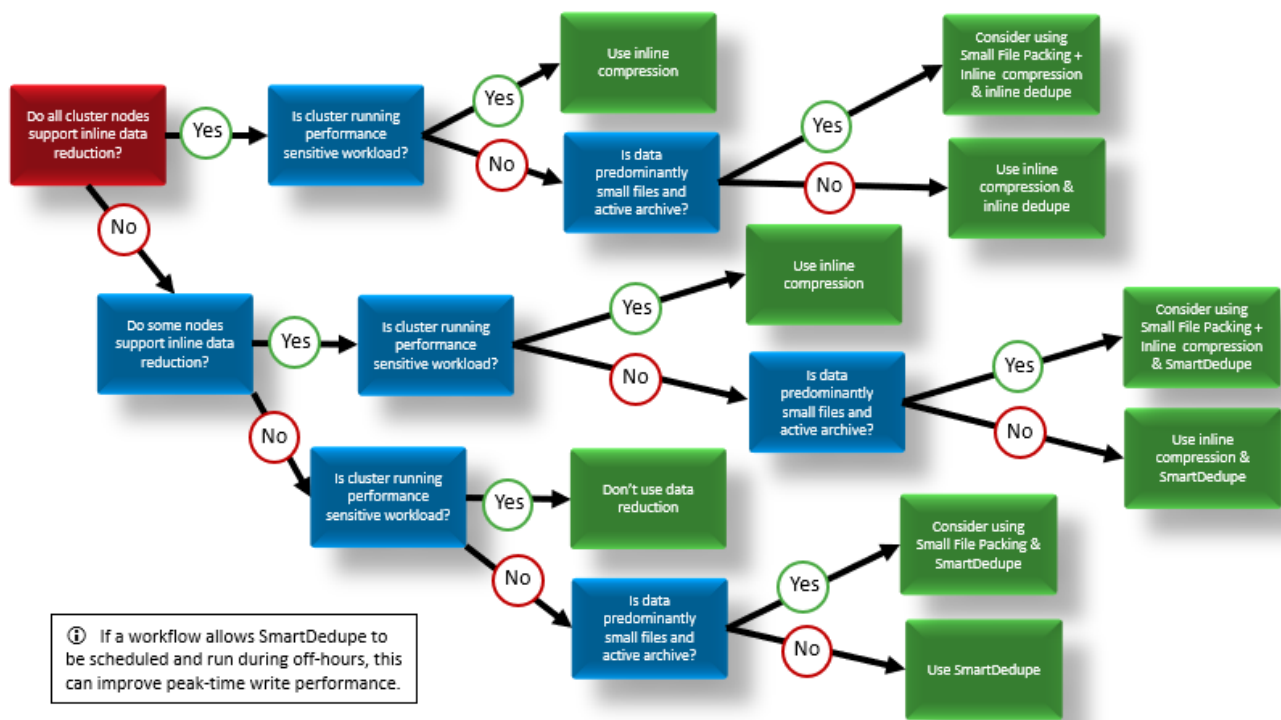 Do all cluster nodes
support inline data
reduction?
Yes
Is cluster running
performance
sensitive workload?
Yes
Use inline
compression
No
Is data
predominantly
small files and
active archive?
Yes
Consider using
Small File Packing +
Inline compression
& inline dedupe
No
Use inline
compression &
inline dedupe
No
Do some nodes
support inline data
reduction?
Yes
Is cluster running
performance
sensitive workload?
Yes
Use inline
compression
No
Is data
predominantly
small files and
active archive?
Yes
Consider using
Small File Packing +
Inline compression
& SmartDedupe
No
Use inline
compression &
SmartDedupe
No
Is cluster running
performance
sensitive workload?
Yes
Don't use data
reduction
No
Is data
predominantly
small files and
active archive?
Yes
Consider using
Small File Packing &
SmartDedupe
No
Use SmartDedupe
ⓘ If a workflow allows SmartDedupe to
be scheduled and run during off-hours, this
can improve peak-time write performance.